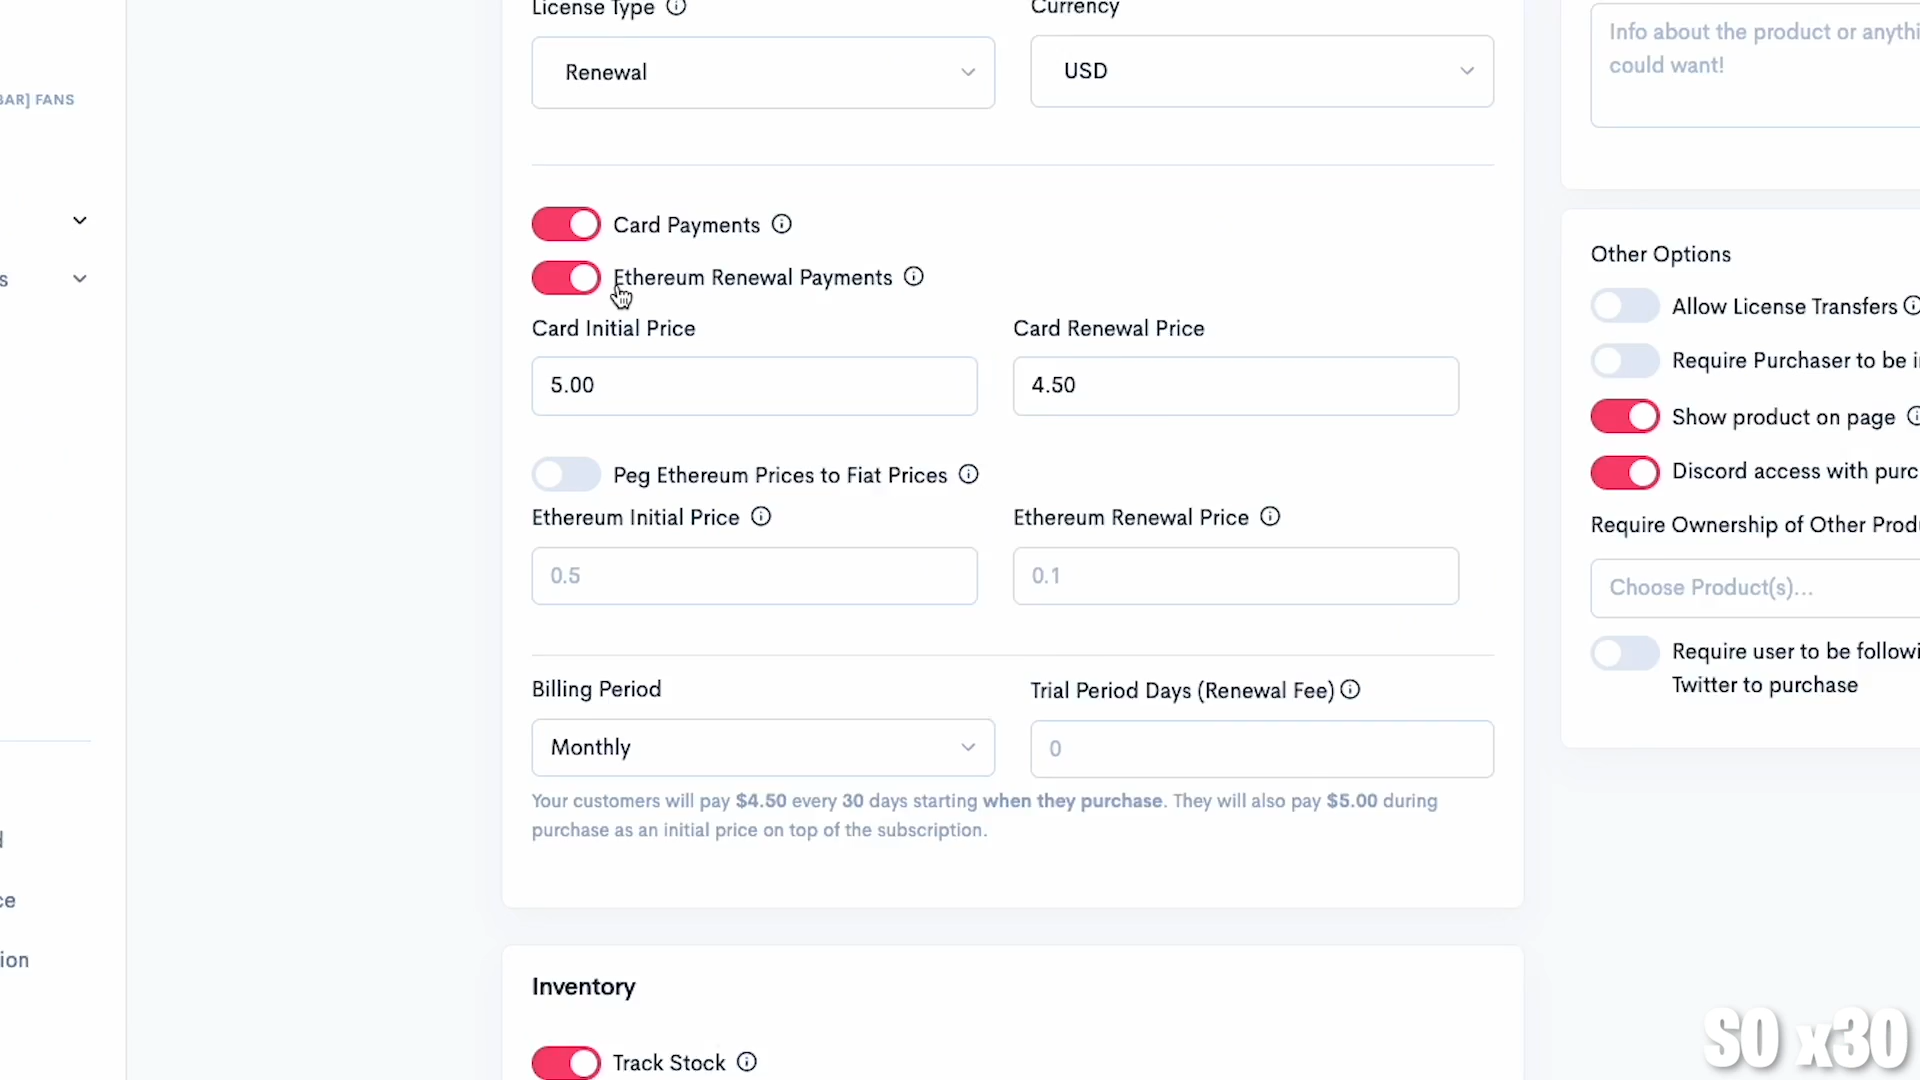 License Type
Currency
Renewal
USD
BAR] FANS
s
Card Payments
Ethereum Renewal Payments
Card Initial Price
Card Renewal Price
5.00
4.50
Peg Ethereum Prices to Fiat Prices
Ethereum Initial Price
Ethereum Renewal Price
0.5
0.1
Billing Period
Trial Period Days (Renewal Fee)
Monthly
0
Your customers will pay $4.50 every 30 days starting when they purchase. They will also pay $5.00 during
purchase as an initial price on top of the subscription.
ce
ion
Inventory
Track Stock
Info about the product or anythi
could want!
Other Options
Allow License Transfers
Require Purchaser to be i
Show product on page
Discord access with purc
Require Ownership of Other Produ
Choose Product(s)...
Require user to be followi
Twitter to purchase
SO x30